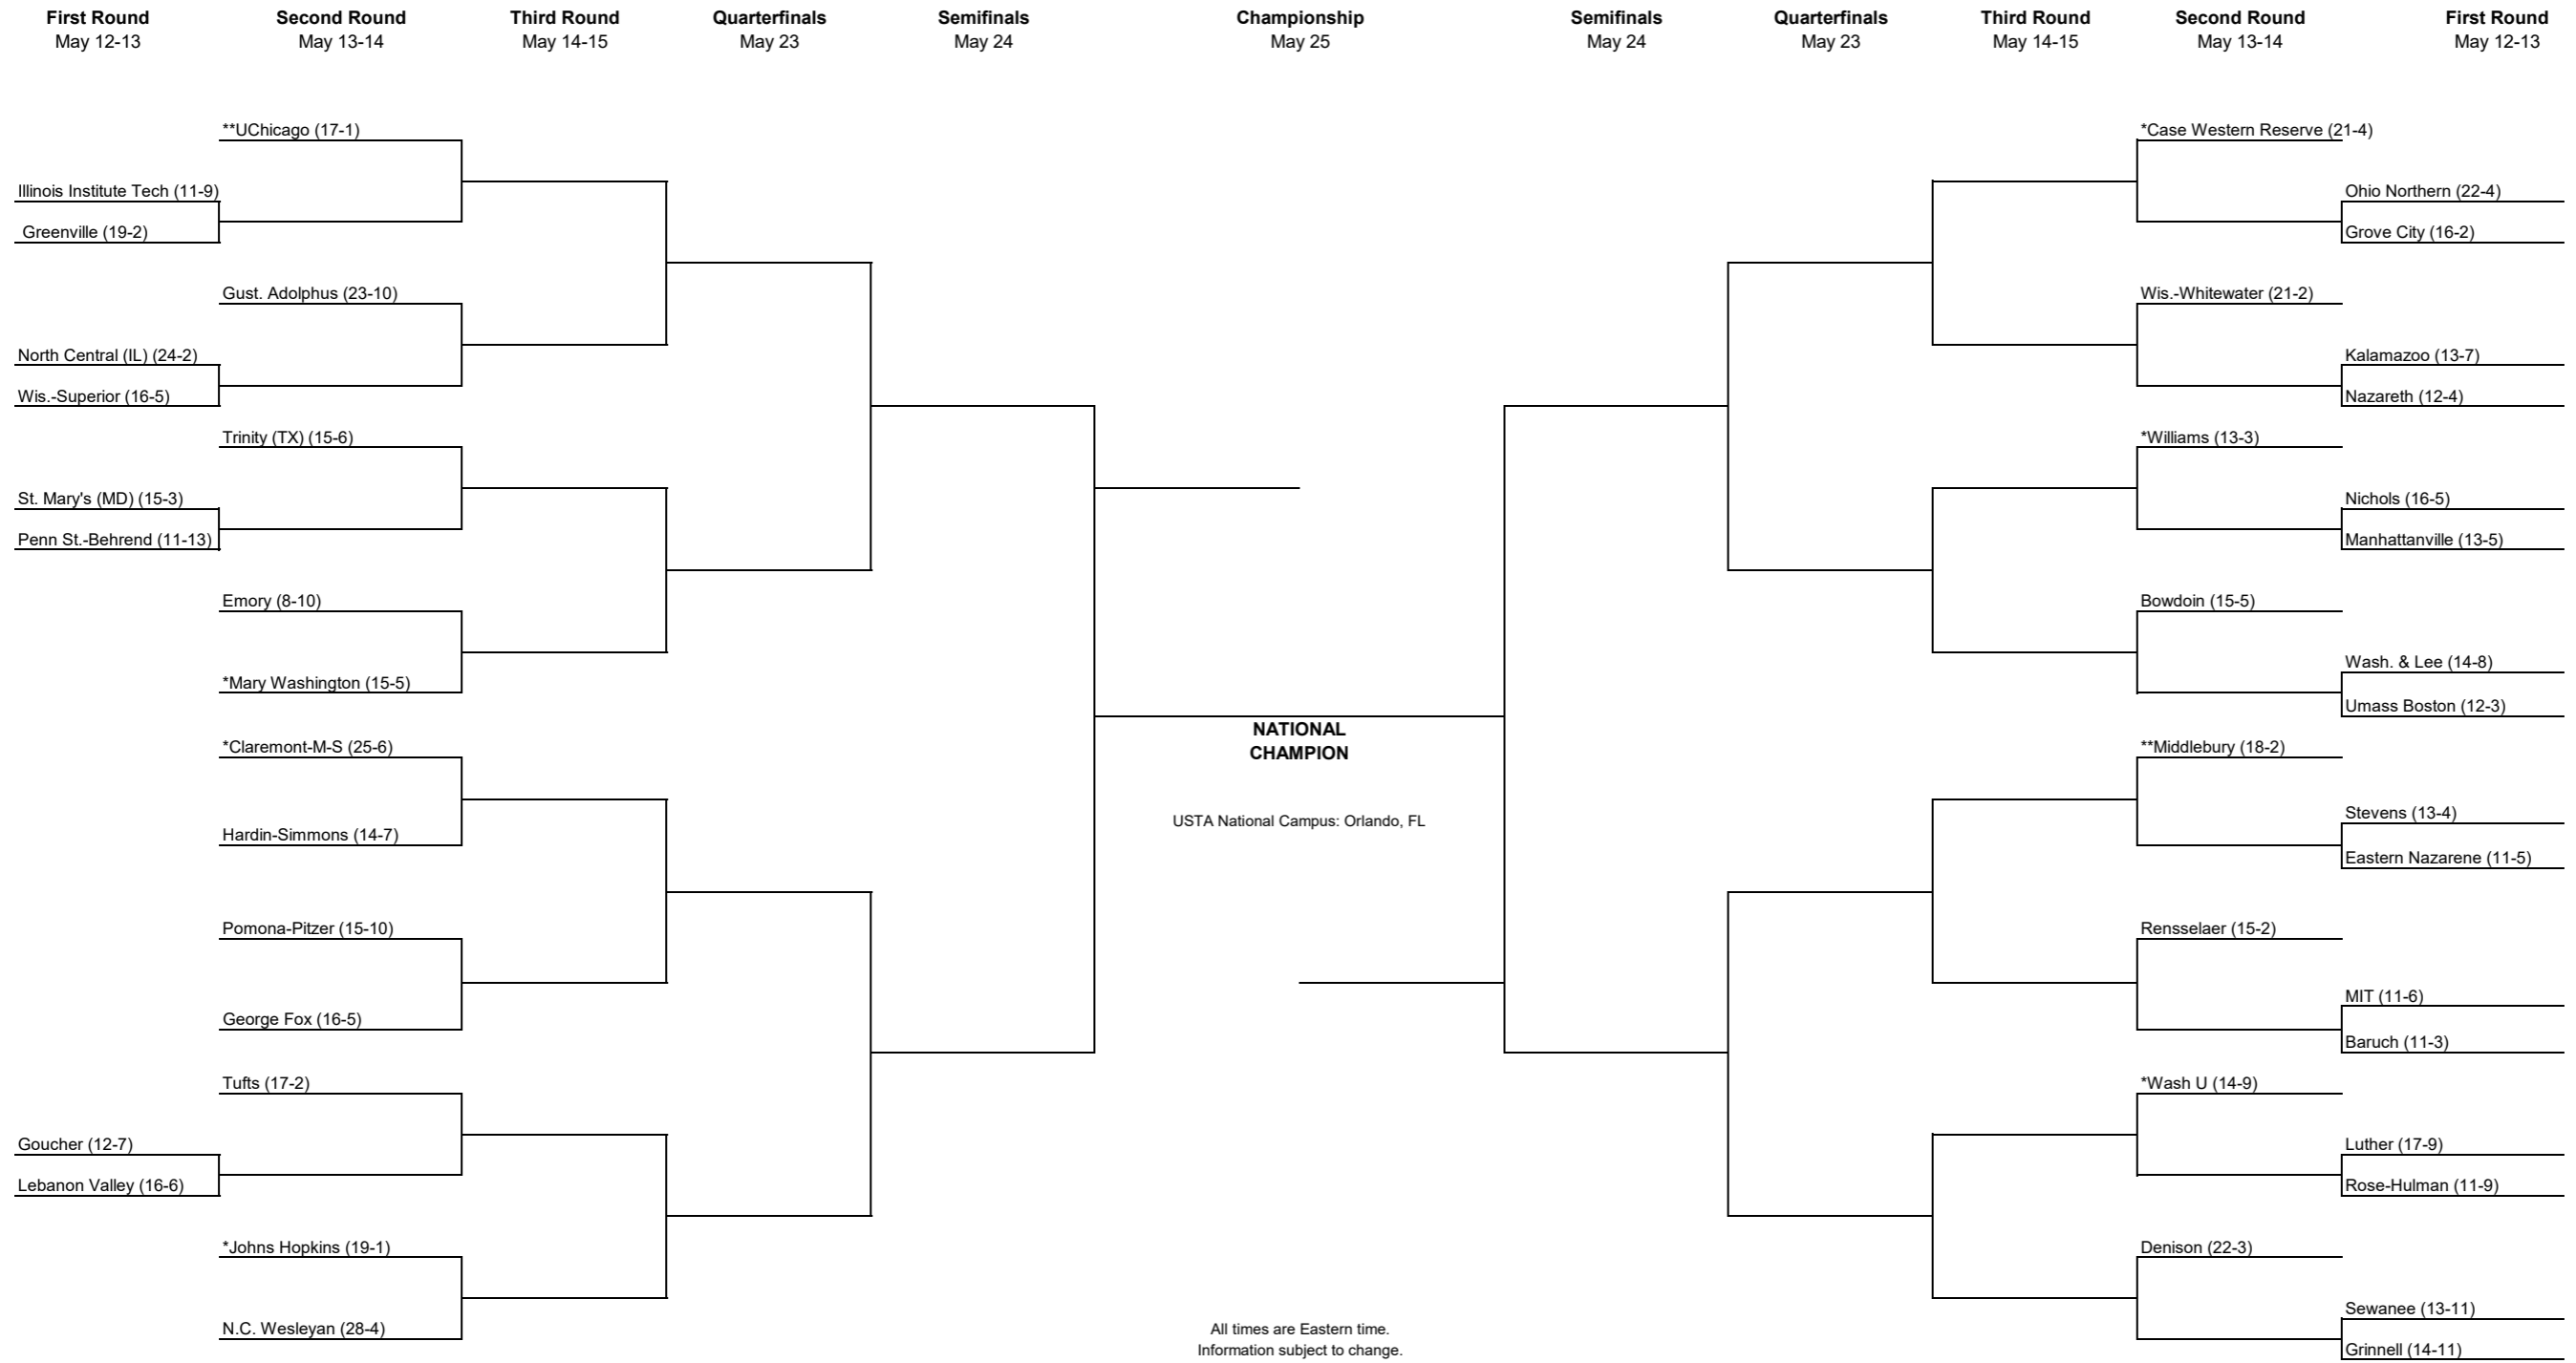 First Round
May 12-13
Second Round
May 13-14
Third Round
May 14-15
Quarterfinals
May 23
Semifinals
May 24
Championship
May 25
Semifinals
May 24
Quarterfinals
May 23
Third Round
May 14-15
Second Round
May 13-14
First Round
May 12-13
**UChicago (17-1)
Illinois Institute Tech (11-9)
Greenville (19-2)
Gust. Adolphus (23-10)
North Central (IL) (24-2)
Wis.-Superior (16-5)
Trinity (TX) (15-6)
St. Mary's (MD) (15-3)
Penn St.-Behrend (11-13)
Emory (8-10)
*Mary Washington (15-5)
*Claremont-M-S (25-6)
Hardin-Simmons (14-7)
Pomona-Pitzer (15-10)
George Fox (16-5)
Tufts (17-2)
Goucher (12-7)
Lebanon Valley (16-6)
*Johns Hopkins (19-1)
N.C. Wesleyan (28-4)
NATIONAL
CHAMPION
USTA National Campus: Orlando, FL
All times are Eastern time.
Information subject to change.
*Case Western Reserve (21-4)
Ohio Northern (22-4)
Grove City (16-2)
Wis.-Whitewater (21-2)
Kalamazoo (13-7)
Nazareth (12-4)
*Williams (13-3)
Nichols (16-5)
Manhattanville (13-5)
Bowdoin (15-5)
Wash. & Lee (14-8)
Umass Boston (12-3)
**Middlebury (18-2)
Stevens (13-4)
Eastern Nazarene (11-5)
Rensselaer (15-2)
MIT (11-6)
Baruch (11-3)
*Wash U (14-9)
Luther (17-9)
Rose-Hulman (11-9)
Denison (22-3)
Sewanee (13-11)
Grinnell (14-11)